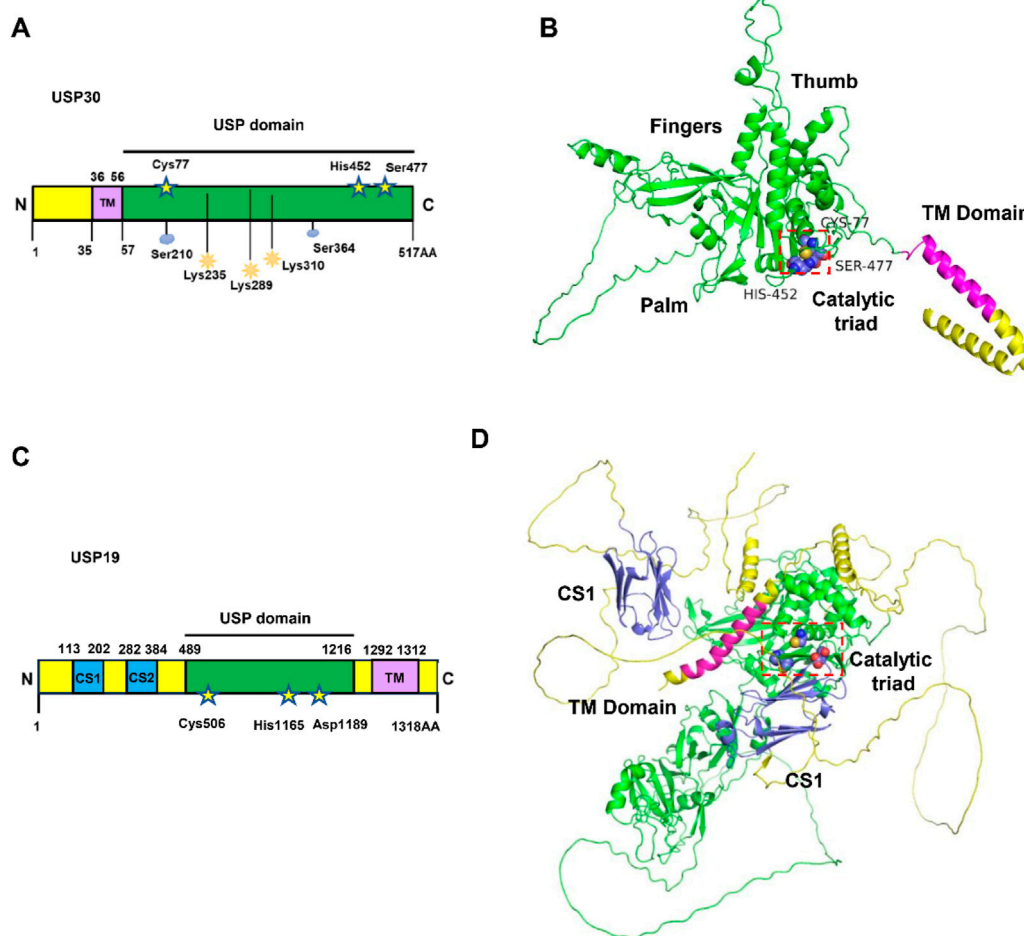 A
USP30
USP domain
Cys77
His452
Ser477
36 56
N
TM
C
1
35
57
Ser210
Lys235
Lys289
Lys310
Ser364
517AA
B
Thumb
Fingers
CYS-77
TM Domain
SER-477
HIS-452
Palm
Catalytic
triad
C
USP19
USP domain
113 202 282 384 489
1216 1292 1312
N
CS1
CS2
TM
C
1
Cys506
His1165
Asp1189
1318AA
D
CS1
Catalytic
triad
TM Domain
CS1